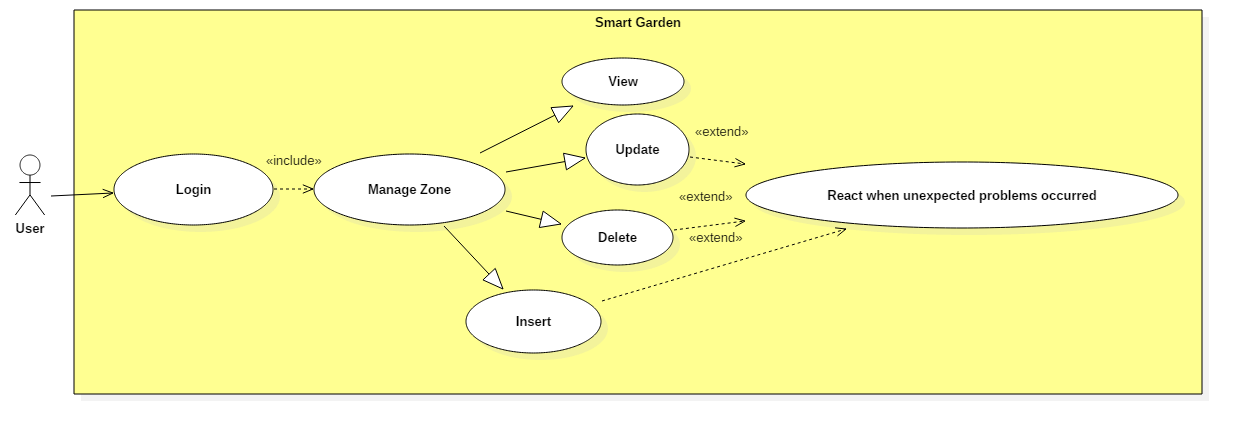 Smart Garden
View
«extend»
Update
«include»
Login
Manage Zone
«extend»
React when unexpected problems occurred
User
Delete
«extend»
Insert